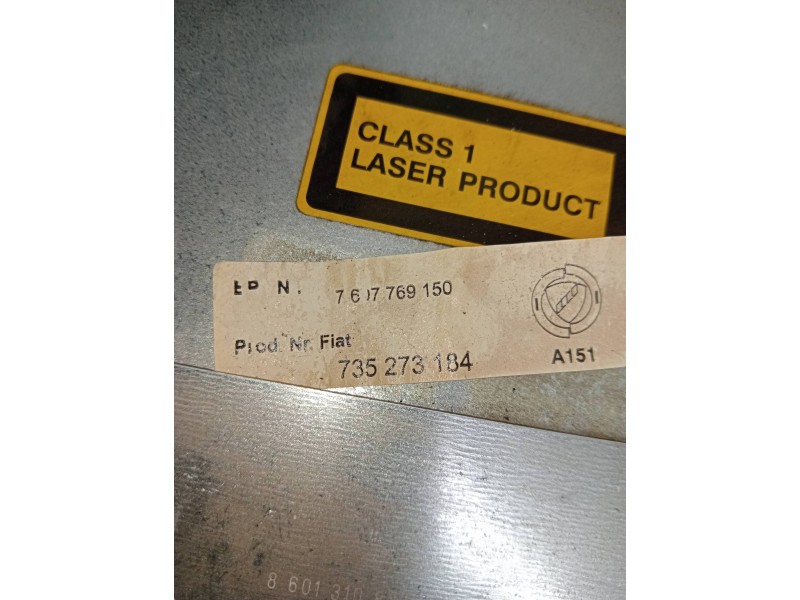 CLASS 1
LASER PRODUCT
7 607 769 150
Prod. Nr. Fiat
735 273 184
A151
8 601 310